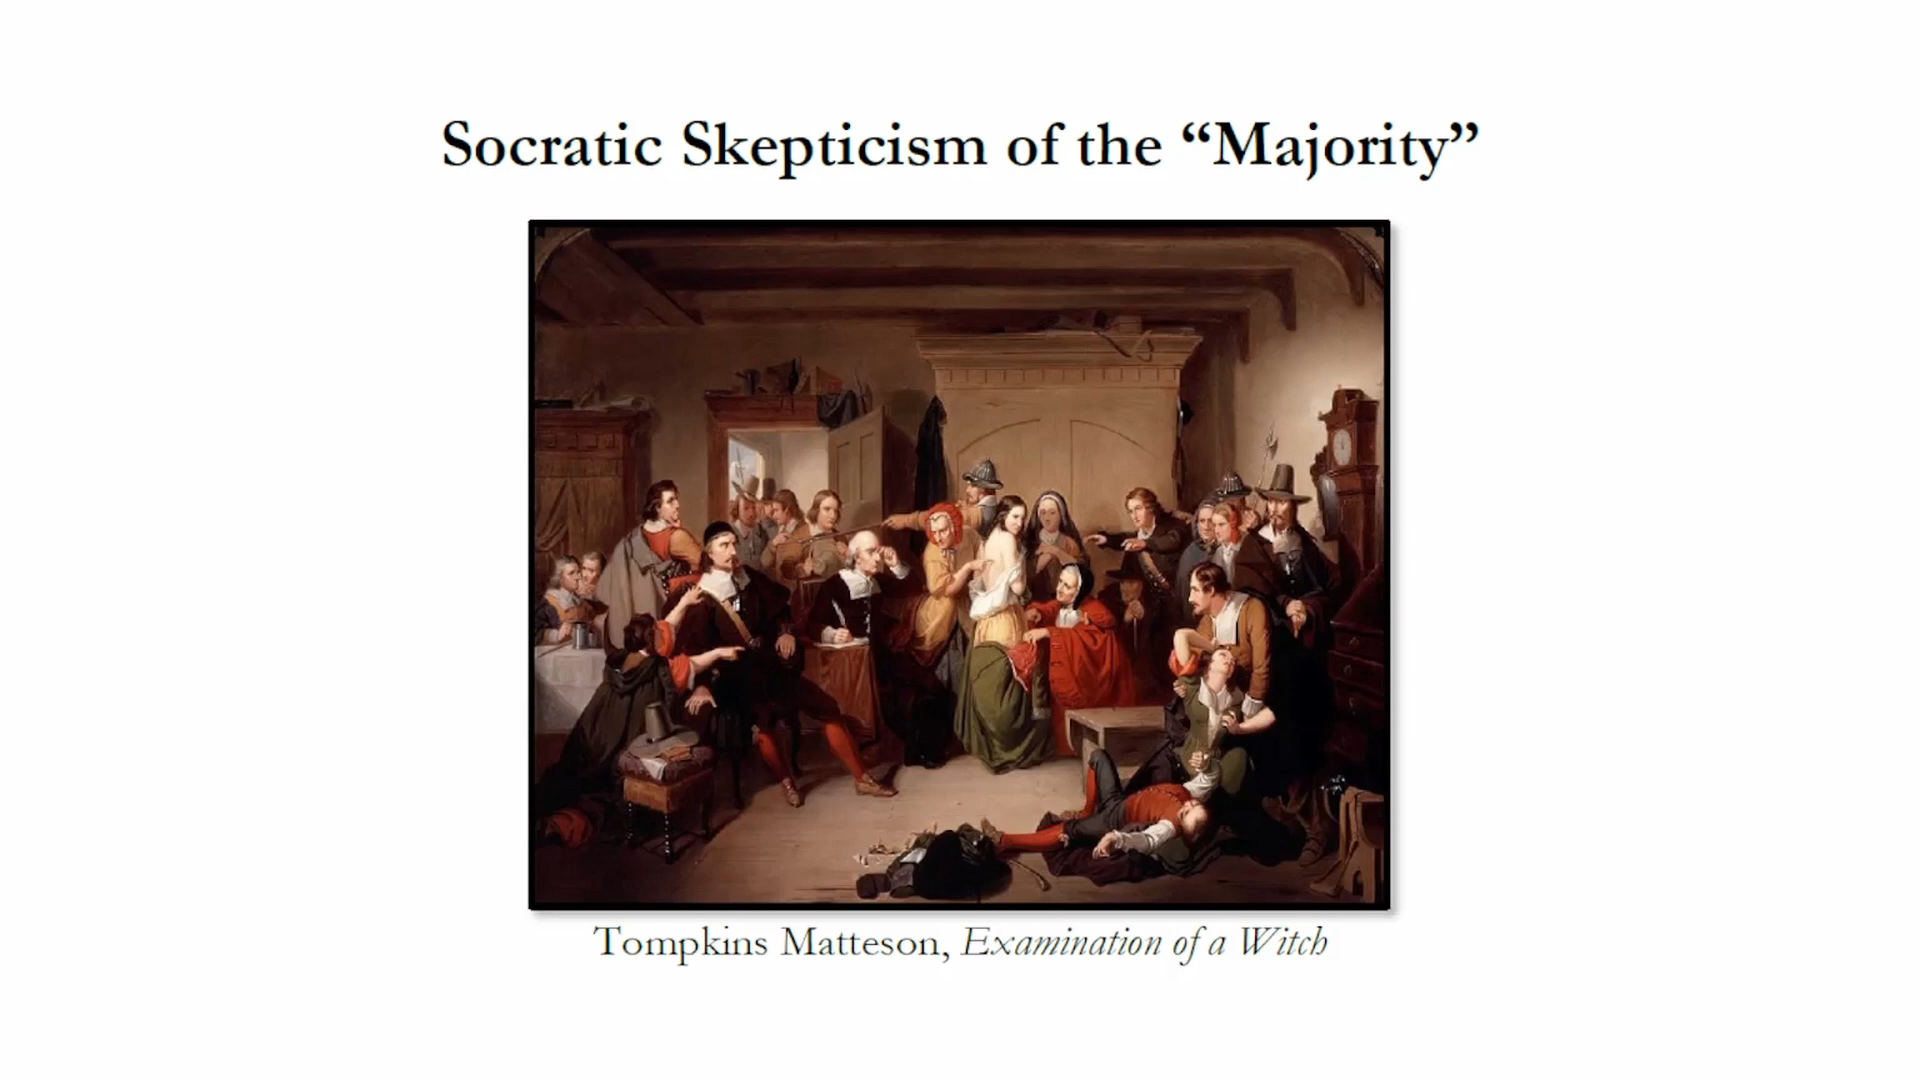 Socratic Skepticism of the “Majority”
Tompkins Matteson, Examination of a Witch